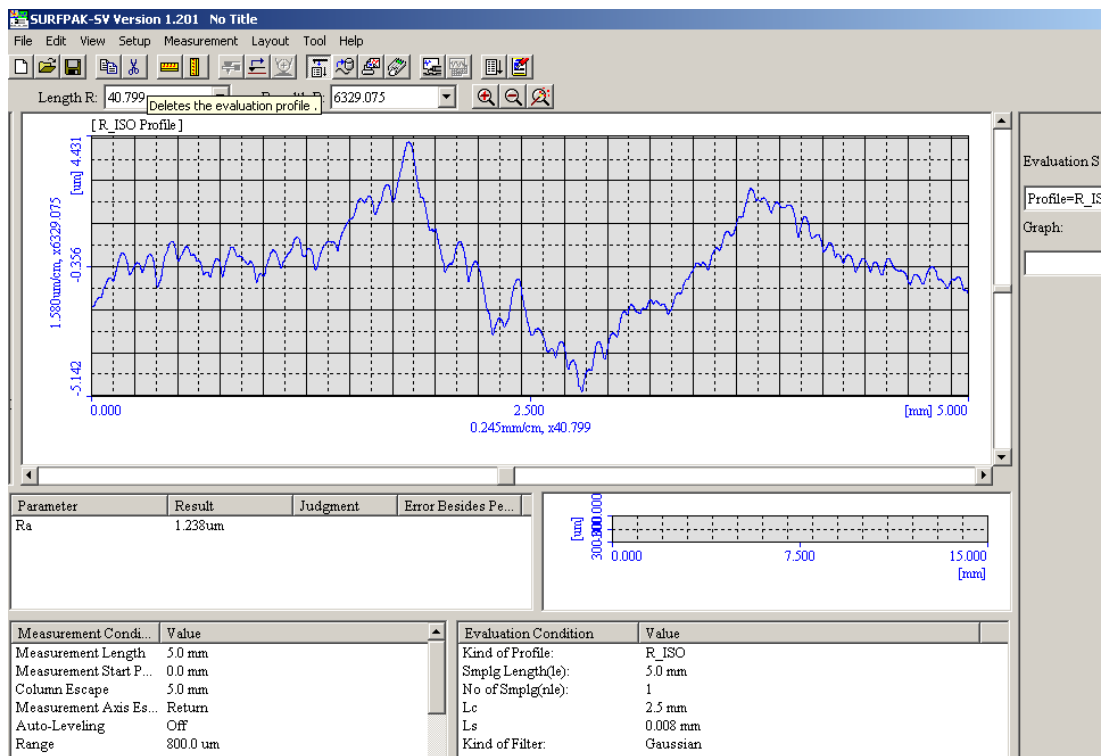 SURFPAK-SV Version 1.201 No Title
File Edit View Setup Measurement Layout Tool Help
Length R: 40.799 6329.075
Deletes the evaluation profile .
[ R_ISO Profile ]
1.580um/cm, x6329.075
[um] 4.431
-0.356
-5.142
0.000 2.500 [mm] 5.000
0.245mm/cm, x40.799
Evaluation S
Profile=R_IS
Graph:
Parameter Result Judgment Error Besides Pe...
Ra 1.238um
[um]
0.000 7.500 15.000
[mm]
Measurement Condi... Value
Measurement Length 5.0 mm
Measurement Start P... 0.0 mm
Column Escape 5.0 mm
Measurement Axis Es... Return
Auto-Leveling Off
Range 800.0 um
Evaluation Condition Value
Kind of Profile: R_ISO
Smplg Length(le): 5.0 mm
No of Smplg(nle): 1
Lc 2.5 mm
Ls 0.008 mm
Kind of Filter: Gaussian